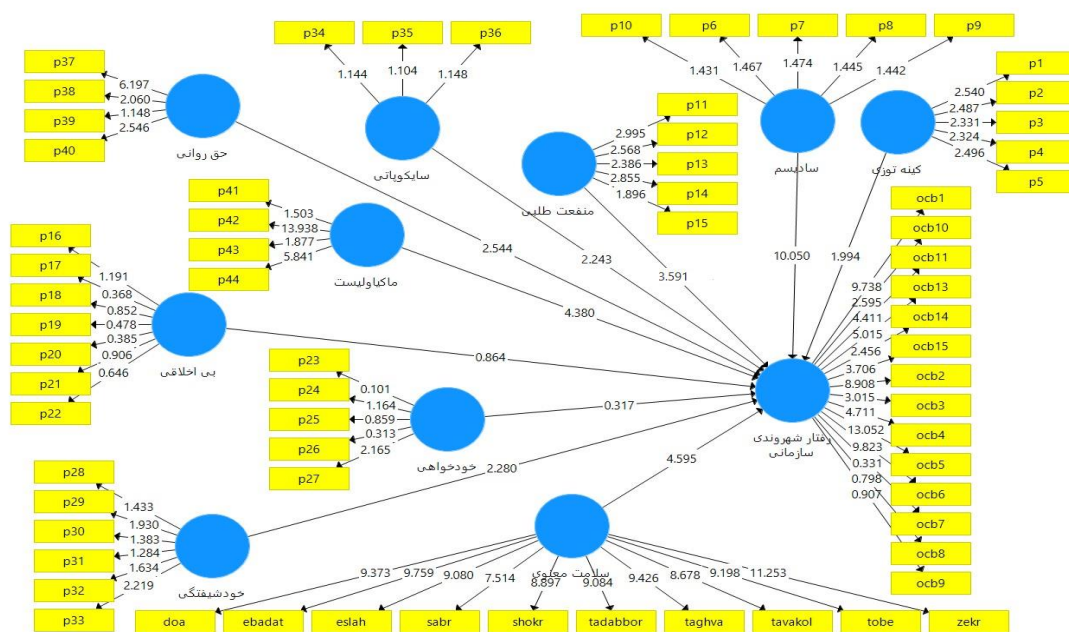 p34
p35
p36
1.144
1.104
1.148
سایکوپاتی
p10
p6
p7
p8
p9
1.431
1.467
1.474
1.445
1.442
سادیسم
p1
p2
p3
p4
p5
2.540
2.487
2.331
2.324
2.496
کینه توزی
p37
p38
p39
p40
6.197
2.060
1.148
2.546
حق روانی
p11
p12
p13
p14
p15
2.995
2.568
2.386
2.855
1.896
منفعت طلبی
p41
p42
p43
p44
1.503
13.938
1.877
5.841
ماکیاولیست
p16
p17
p18
p19
p20
p21
p22
1.191
0.368
0.852
0.478
0.385
0.906
0.646
بی اخلاقی
p23
p24
p25
p26
p27
0.101
1.164
0.859
0.313
2.165
خودخواهی
p28
p29
p30
p31
p32
p33
1.433
1.930
1.383
1.284
1.634
2.219
خودشیفتگی
2.544
2.243
3.591
10.050
1.994
4.380
0.864
0.317
2.280
4.595
رفتار شهروندی
سازمانی
9.738
2.595
4.411
5.015
2.456
3.706
8.908
3.015
4.711
13.052
9.823
0.331
0.798
0.907
ocb1
ocb10
ocb11
ocb13
ocb14
ocb15
ocb2
ocb3
ocb4
ocb5
ocb6
ocb7
ocb8
ocb9
سلامت معنوی
9.373
9.759
9.080
7.514
8.897
9.084
9.426
8.678
9.198
11.253
doa
ebadat
eslah
sabr
shokr
tadabbor
taghva
tavakol
tobe
zekr